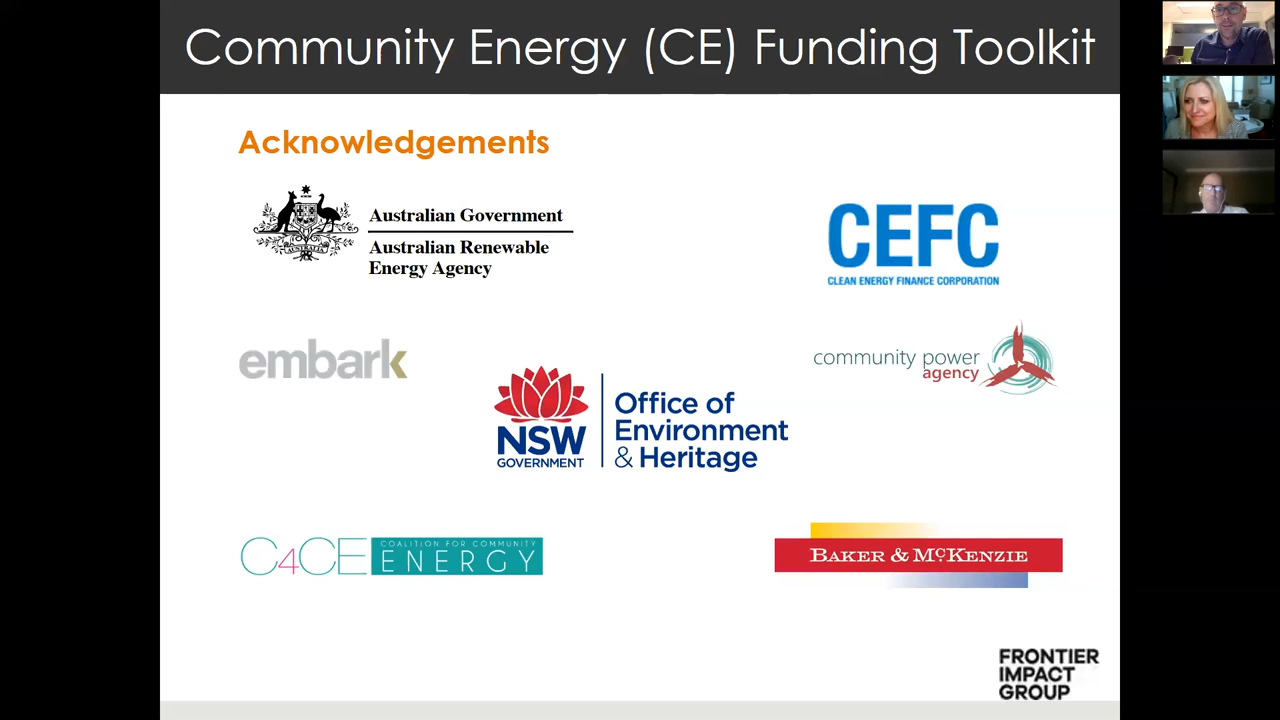 Community Energy (CE) Funding Toolkit
Acknowledgements
AUSTRALIA
Australian Government
Australian Renewable
Energy Agency
CEFC
CLEAN ENERGY FINANCE CORPORATION
embark
community power
agency
NSW
GOVERNMENT
Office of
Environment
& Heritage
C4CE
COALITION FOR COMMUNITY
ENERGY
BAKER & MCKENZIE
FRONTIER
IMPACT
GROUP